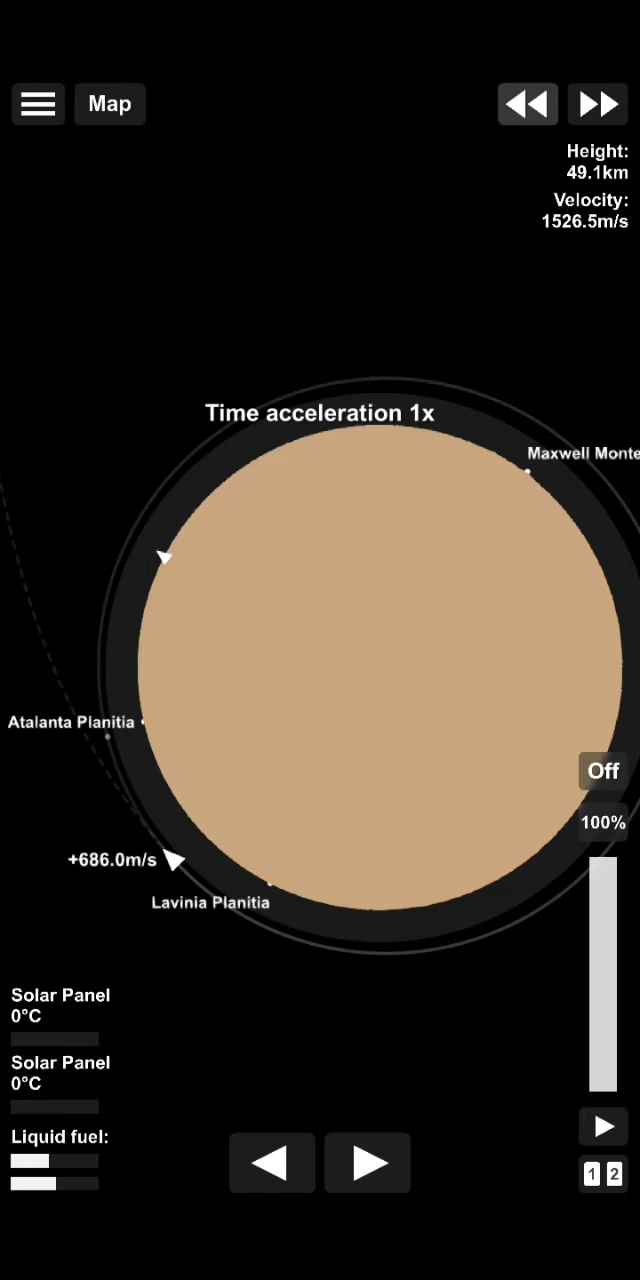 Map
Height:
49.1km
Velocity:
1526.5m/s
Time acceleration 1x
Maxwell Monte
Atalanta Planitia
Off
100%
+686.0m/s
Lavinia Planitia
Solar Panel
0°C
Solar Panel
0°C
Liquid fuel:
1 2